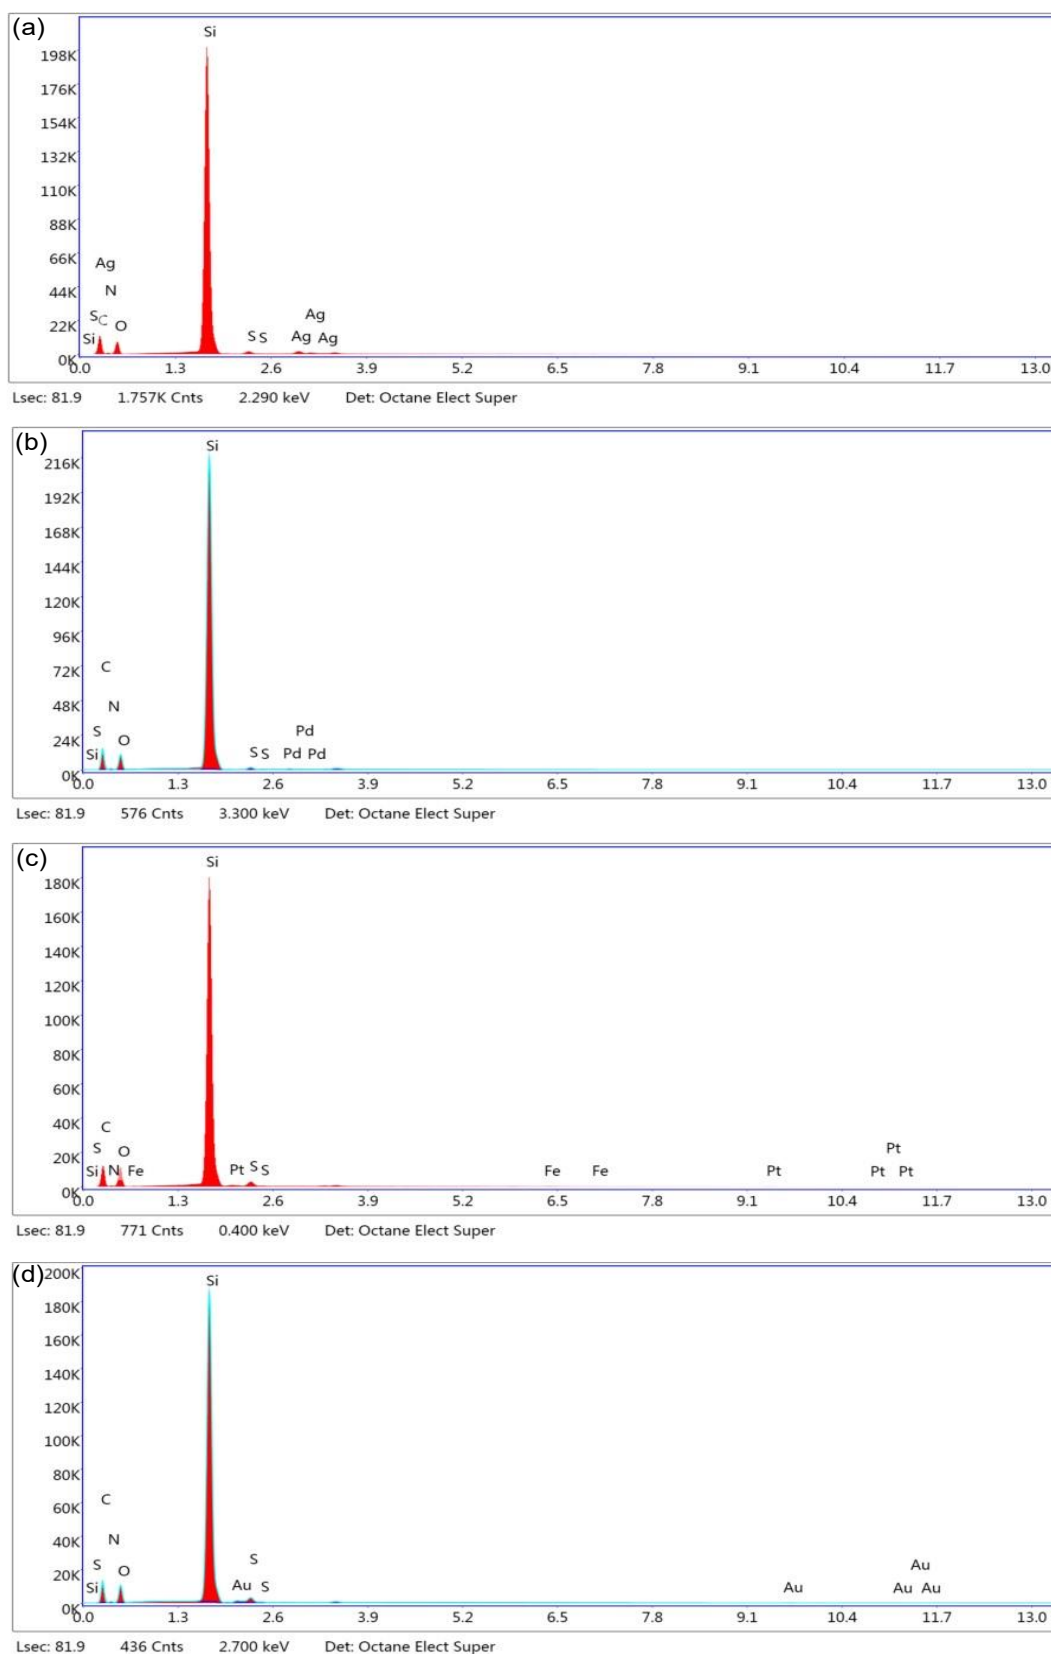 (a)
Si
198K
176K
154K
132K
110K
88K
66K
44K
22K
0K
Ag
N
S C
O
Si
S S
Ag
Ag Ag
0.0 1.3 2.6 3.9 5.2 6.5 7.8 9.1 10.4 11.7 13.0
Lsec: 81.9 1.757K Cnts 2.290 keV Det: Octane Elect Super
(b)
Si
216K
192K
168K
144K
120K
96K
72K
48K
24K
0K
C
N
S
O
Si
S S
Pd
Pd Pd
0.0 1.3 2.6 3.9 5.2 6.5 7.8 9.1 10.4 11.7 13.0
Lsec: 81.9 576 Cnts 3.300 keV Det: Octane Elect Super
(c)
Si
180K
160K
140K
120K
100K
80K
60K
40K
20K
0K
C
S O
Si N Fe
Pt S S
Fe Fe
Pt
Pt Pt Pt
0.0 1.3 2.6 3.9 5.2 6.5 7.8 9.1 10.4 11.7 13.0
Lsec: 81.9 771 Cnts 0.400 keV Det: Octane Elect Super
(d)
Si
200K
180K
160K
140K
120K
100K
80K
60K
40K
20K
0K
C
N
S
O
Si
S
Au S
Au
Au Au Au
0.0 1.3 2.6 3.9 5.2 6.5 7.8 9.1 10.4 11.7 13.0
Lsec: 81.9 436 Cnts 2.700 keV Det: Octane Elect Super